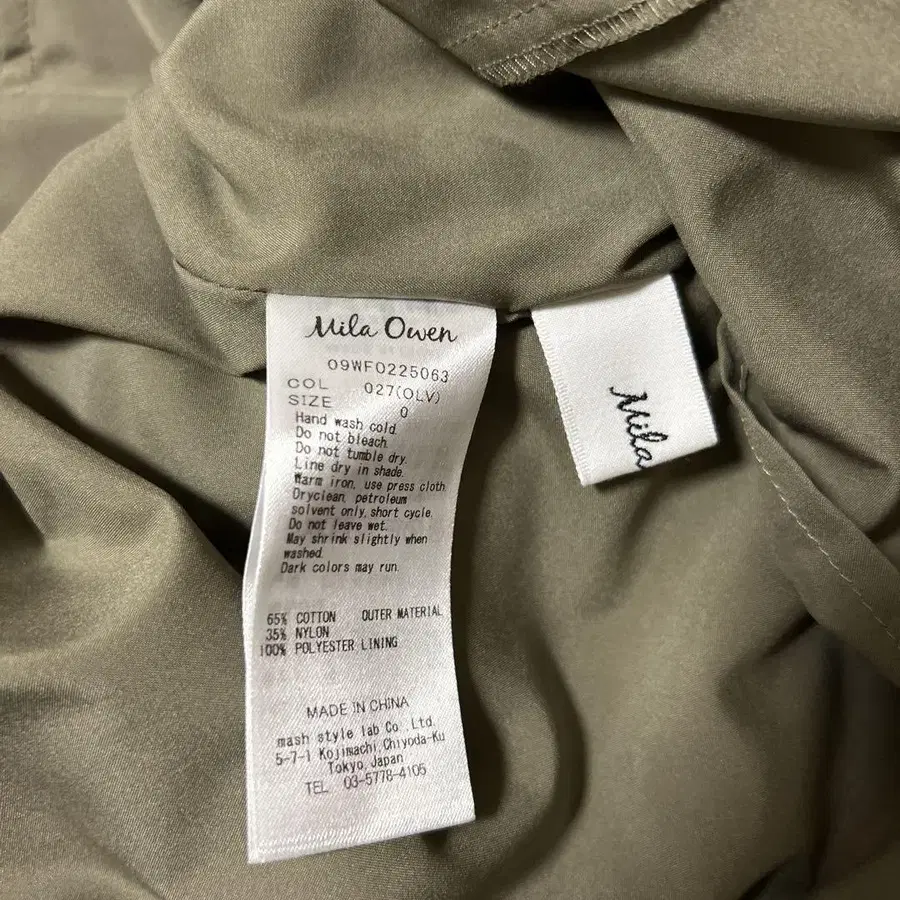 Mila Owen
09WF0225063
COL 027(OLV)
SIZE 0
Hand wash cold
Do not bleach.
Do not tumble dry.
Line dry in shade.
Warm iron, use press cloth
Dryclean, petroleum
solvent only, short cycle.
Do not leave wet.
May shrink slightly when
washed.
Dark colors may run.
65% COTTON OUTER MATERIAL
35% NYLON
100% POLYESTER LINING
MADE IN CHINA
mash style lab Co.,Ltd.
5-7-1 Kojimachi,Chiyoda-Ku
Tokyo,Japan
TEL 03-5778-4105
Mila